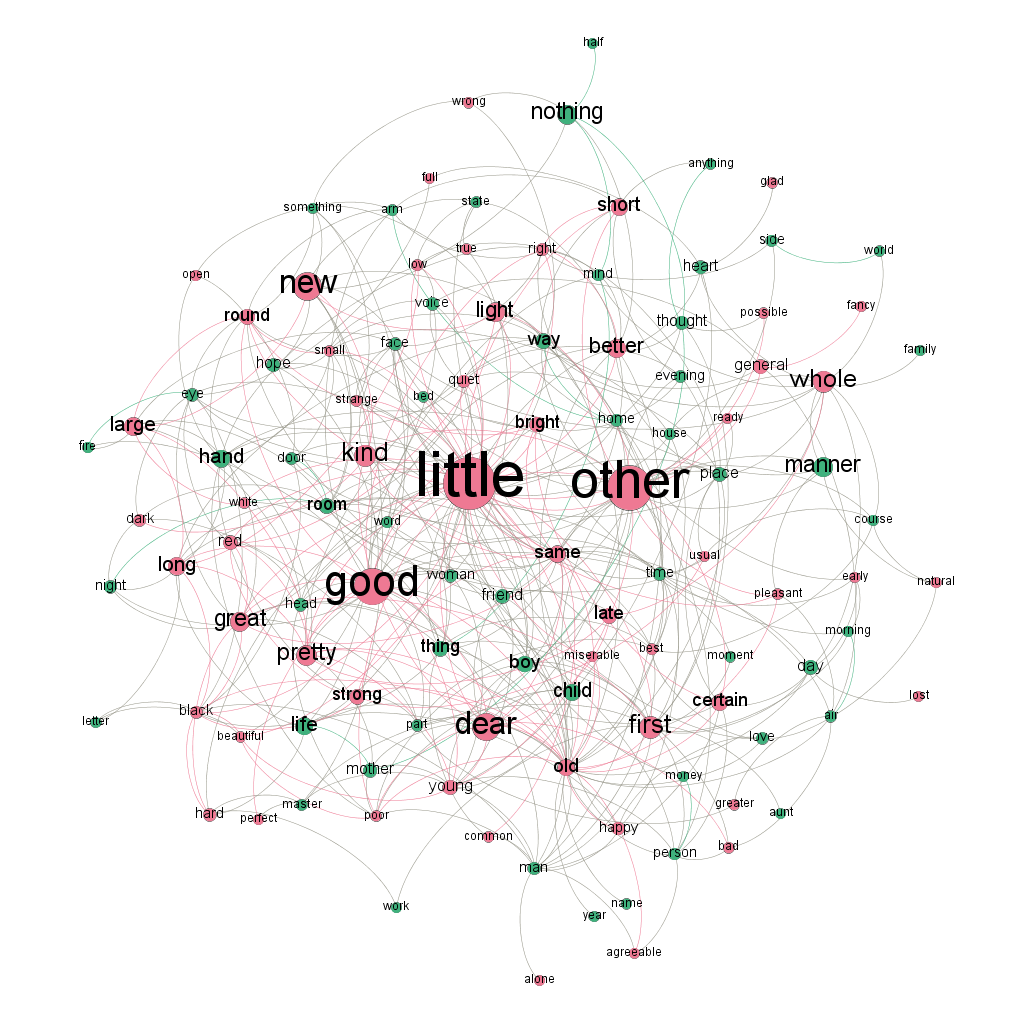 half
wrong
nothing
anything
full
glad
something
arm
state
short
side
world
true
right
low
mind
heart
open
new
voice
light
thought
possible
fancy
round
way
better
family
hope
small
face
general
whole
eye
strange
bed
quiet
evening
large
bright
home
house
ready
fire
hand
door
kind
little
other
place
manner
white
room
word
dark
red
same
usual
course
night
long
head
good
woman
friend
time
pleasant
early
natural
great
pretty
thing
boy
late
miserable
best
moment
morning
day
letter
black
beautiful
strong
life
part
dear
child
first
certain
lost
air
love
mother
young
old
money
hard
perfect
master
poor
common
happy
greater
aunt
man
person
bad
work
year
name
agreeable
alone